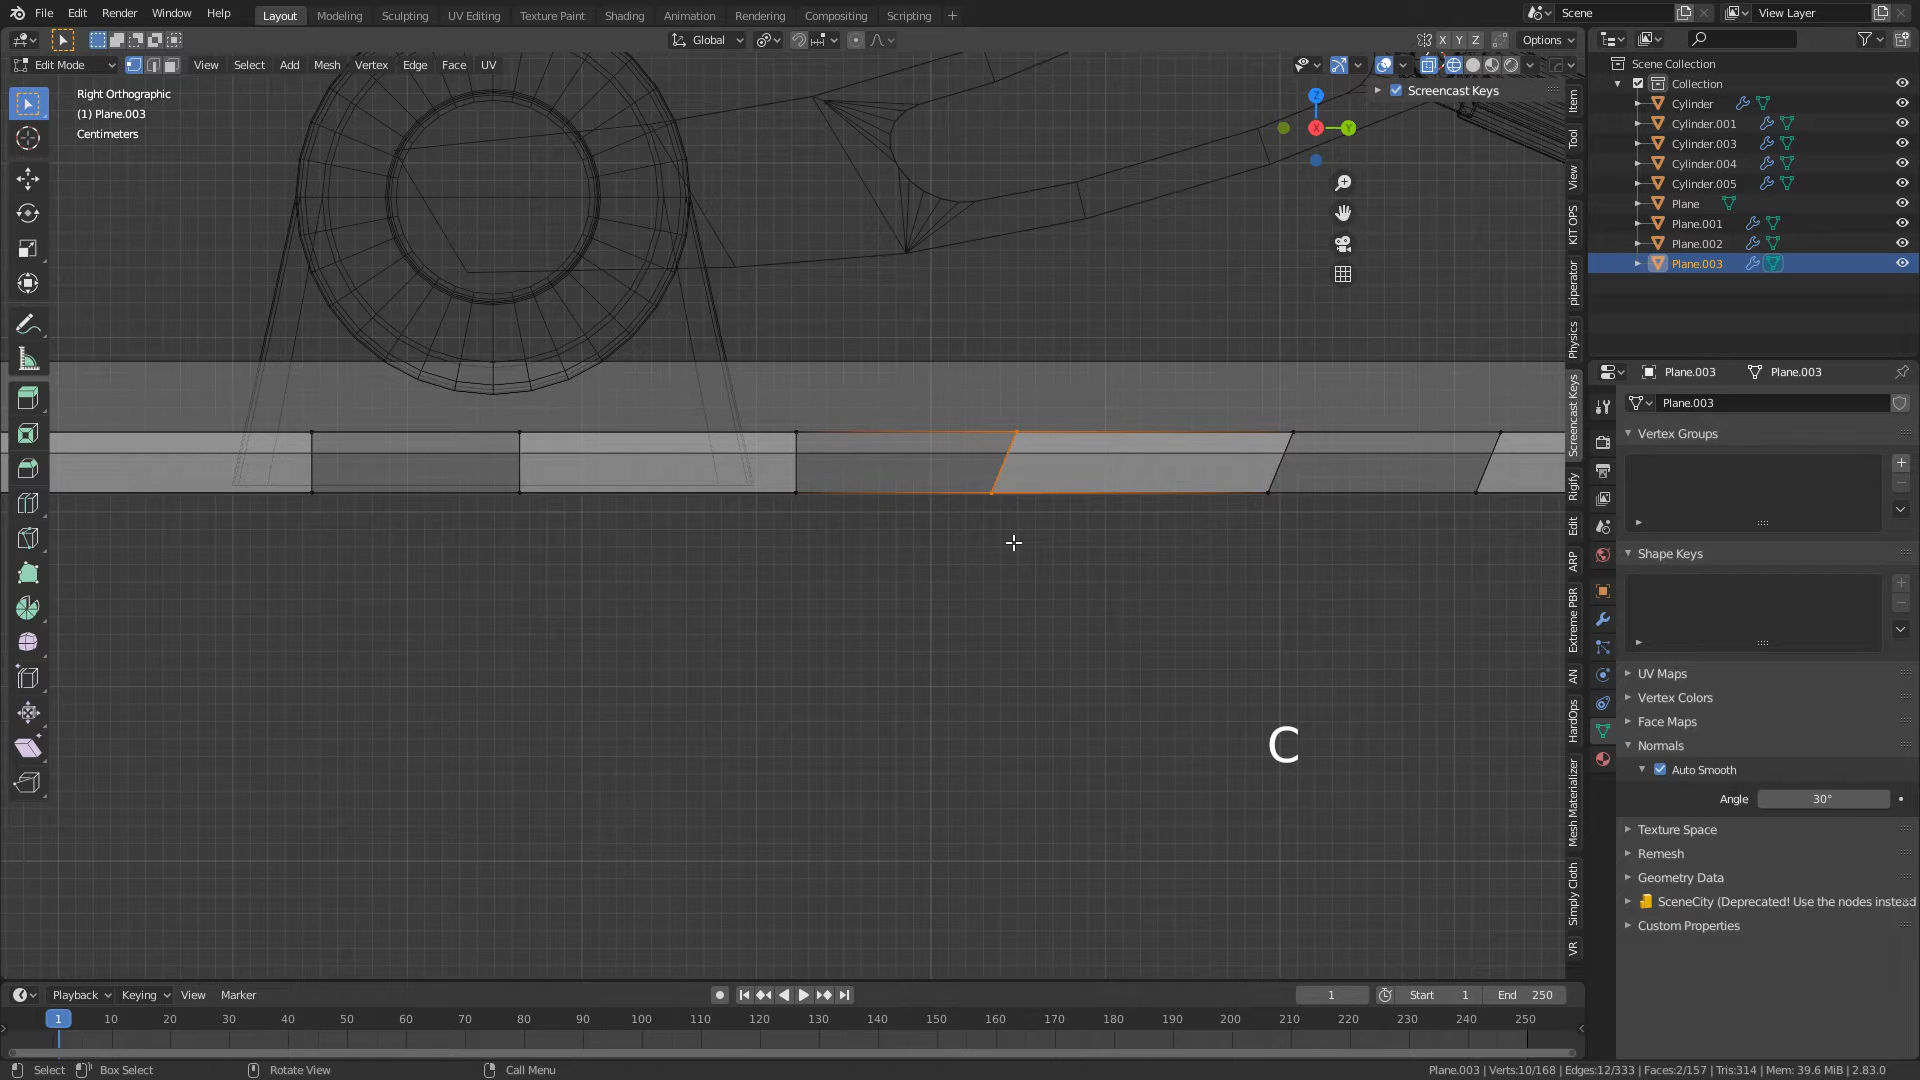 File Edit Render Window Help Layout Modeling Sculpting UV Editing Texture Paint Shading Animation Rendering Compositing Scripting + Scene View Layer
Global X Y Z Options
Edit Mode View Select Add Mesh Vertex Edge Face UV
Right Orthographic
(1) Plane.003
Centimeters
Screencast Keys
Z
X
Y
Item
Tool
View
KIT OPS
piperator
Physics
Screencast Keys
Rigify
Edit
ARP
Extreme PBR
AN
HardOps
Mesh Materializer
Simply Cloth
VR
Scene Collection
Collection
Cylinder
Cylinder.001
Cylinder.003
Cylinder.004
Cylinder.005
Plane
Plane.001
Plane.002
Plane.003
Plane.003 Plane.003
Plane.003
Vertex Groups
Shape Keys
UV Maps
Vertex Colors
Face Maps
Normals
Auto Smooth
Angle 30°
Texture Space
Remesh
Geometry Data
SceneCity (Deprecated! Use the nodes instead
Custom Properties
C
Playback Keying View Marker 1 Start 1 End 250
1 10 20 30 40 50 60 70 80 90 100 110 120 130 140 150 160 170 180 190 200 210 220 230 240 250
Select Box Select Rotate View Call Menu Plane.003 | Verts:10/168 | Edges:12/333 | Faces:2/157 | Tris:314 | Mem: 39.6 MiB | 2.83.0